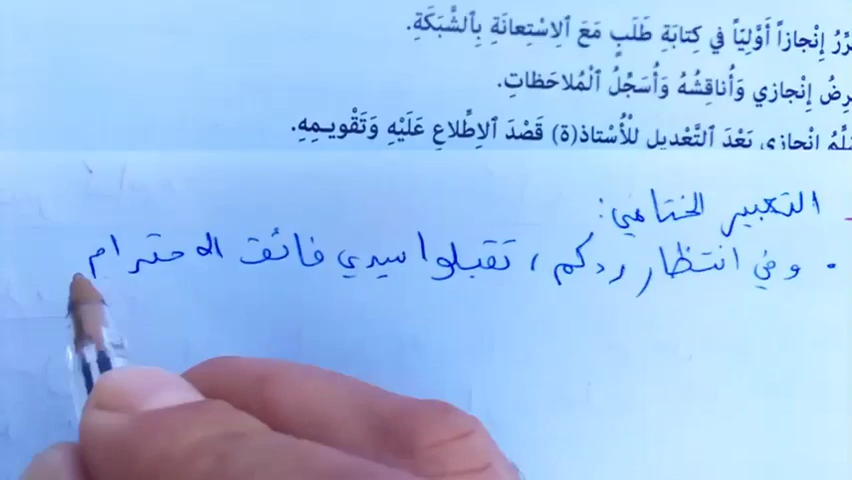 رَّرُ إِنْجازاً أَوَّلِيّاً في كِتابَةِ طَلَبٍ مَعَ ٱلِاسْتِعانَةِ بِٱلشَّبَكَةِ.
رِضُ إِنْجازي وَأُناقِشُهُ وَأُسَجِّلُ ٱلْمُلاحَظاتِ.
لِّمُ إِنْجازي بَعْدَ ٱلتَّعْديلِ لِلْأُسْتاذِ(ة) قَصْدَ ٱلِاطِّلاعِ عَلَيْهِ وَتَقْويـمِهِ.
التعبير الختامي:
• وفي انتظار ردكم، تقبلوا سيدي فائق الاحترام